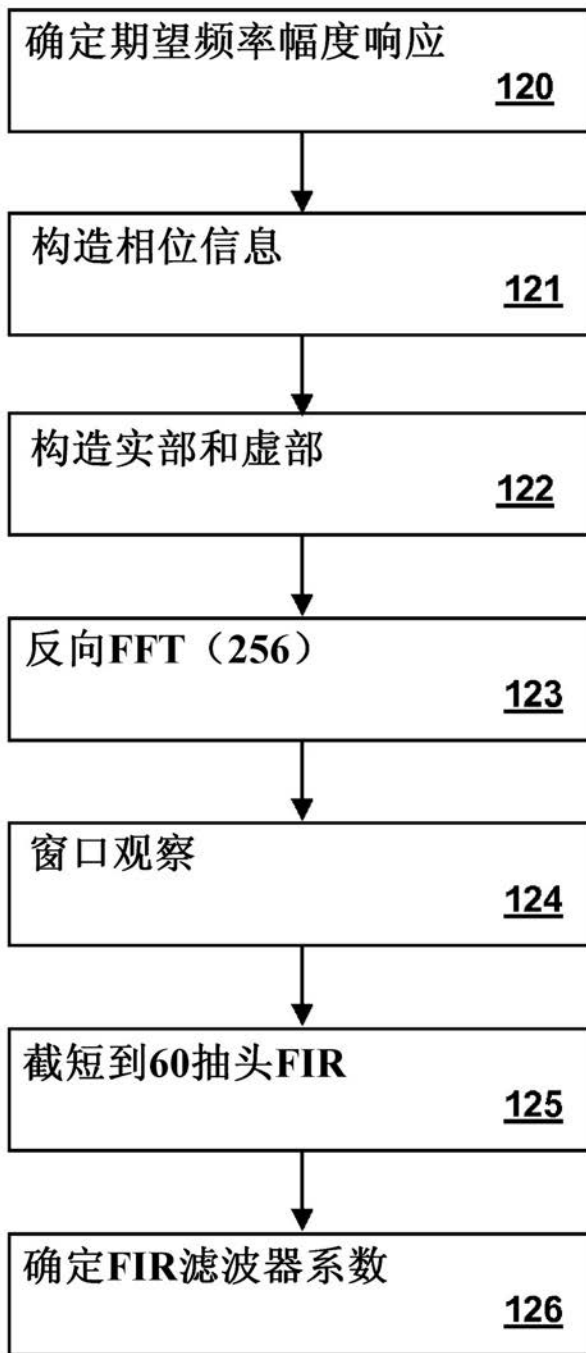 确定期望频率幅度响应
120
构造相位信息
121
构造实部和虚部
122
反向FFT（256）
123
窗口观察
124
截短到60抽头FIR
125
确定FIR滤波器系数
126